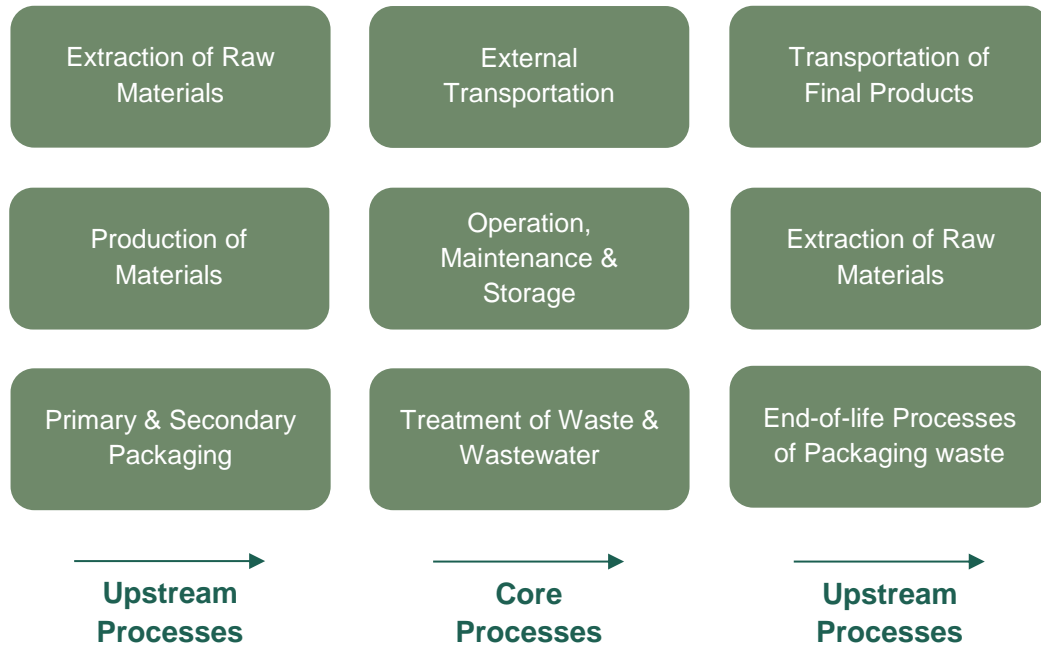 Extraction of Raw
Materials
External
Transportation
Transportation of
Final Products
Production of
Materials
Operation,
Maintenance &
Storage
Extraction of Raw
Materials
Primary & Secondary
Packaging
Treatment of Waste &
Wastewater
End-of-life Processes
of Packaging waste
Upstream
Processes
Core
Processes
Upstream
Processes